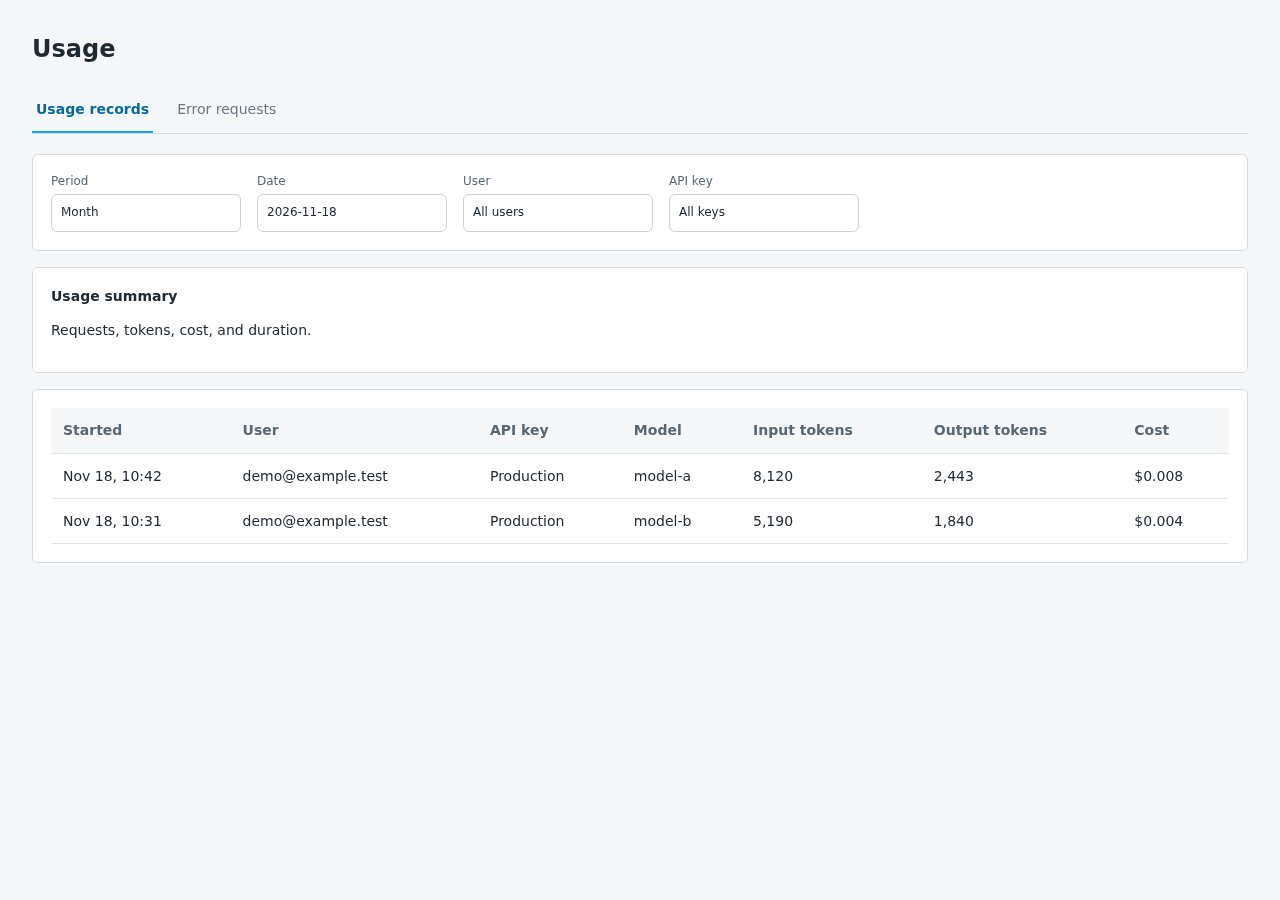 Usage
Usage records Error requests
Period Date User API key
Month 2026-11-18 All users All keys
Usage summary
Requests, tokens, cost, and duration.
Started User API key Model Input tokens Output tokens Cost
Nov 18, 10:42 demo@example.test Production model-a 8,120 2,443 $0.008
Nov 18, 10:31 demo@example.test Production model-b 5,190 1,840 $0.004